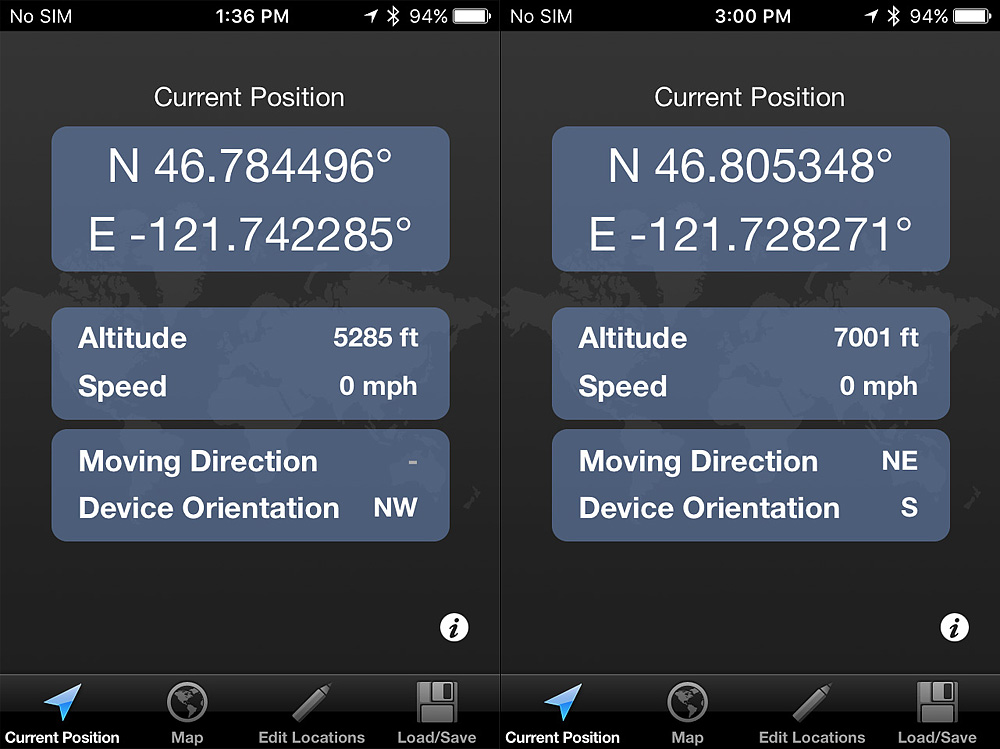 No SIM 1:36 PM 94%
Current Position
N 46.784496°
E -121.742285°
Altitude 5285 ft
Speed 0 mph
Moving Direction -
Device Orientation NW
i
Current Position Map Edit Locations Load/Save
No SIM 3:00 PM 94%
Current Position
N 46.805348°
E -121.728271°
Altitude 7001 ft
Speed 0 mph
Moving Direction NE
Device Orientation S
i
Current Position Map Edit Locations Load/Save